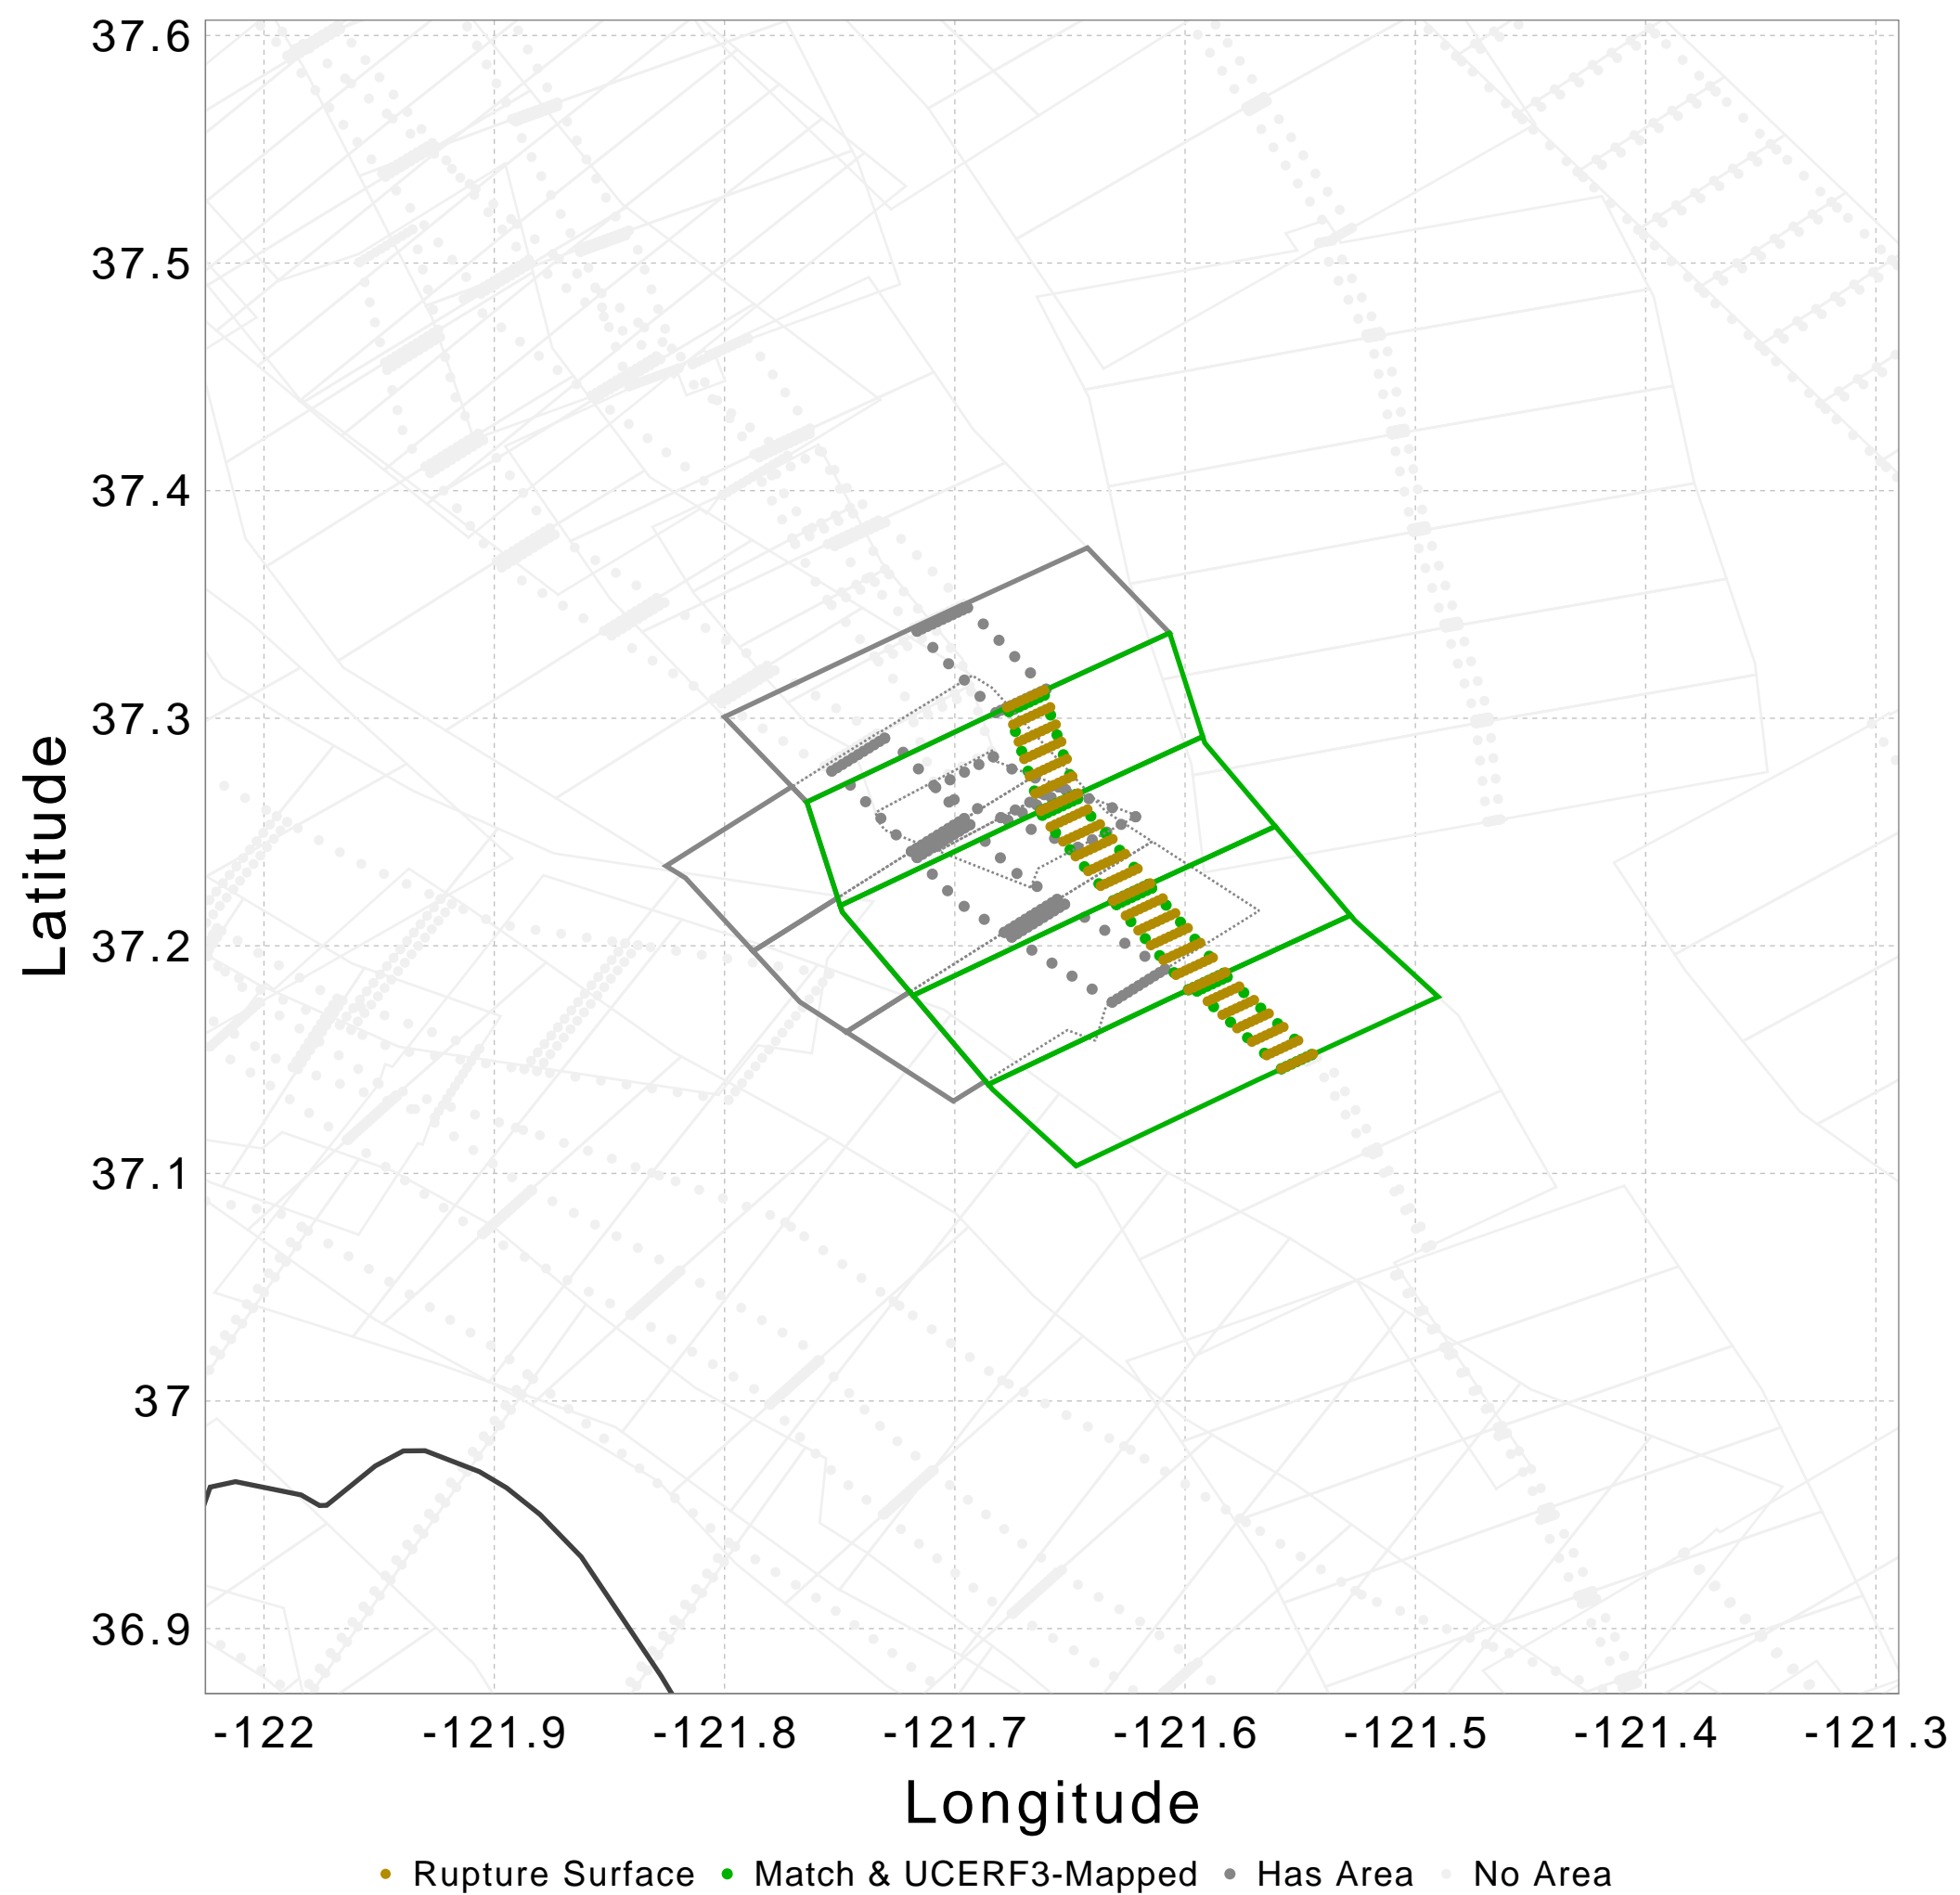 37.6
37.5
37.4
37.3
37.2
37.1
37
36.9
Latitude
-122 -121.9 -121.8 -121.7 -121.6 -121.5 -121.4 -121.3
Longitude
Rupture Surface Match & UCERF3-Mapped Has Area No Area